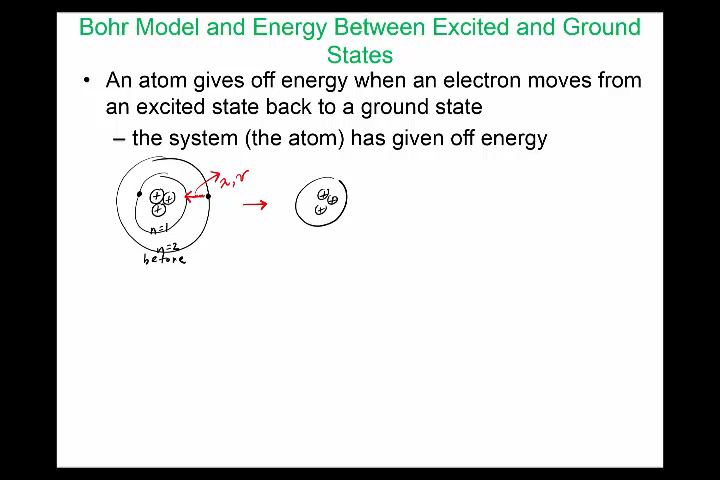 Bohr Model and Energy Between Excited and Ground
States
• An atom gives off energy when an electron moves from
an excited state back to a ground state
– the system (the atom) has given off energy
λ, ν
+ +
+
+ +
+
n=1
n=2
before